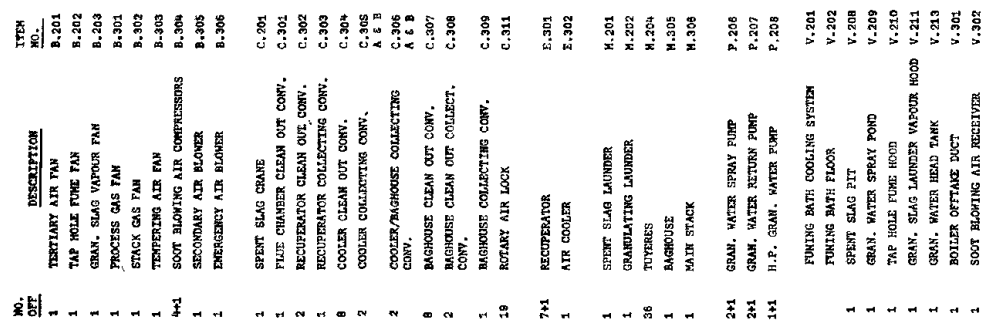 NO. OFF DESCRIPTION ITEM NO.
1 TERTIARY AIR FAN B.201
1 TAP HOLE FUME FAN B.202
1 GRAN. SLAG VAPOUR FAN B.203
1 PROCESS GAS FAN B.301
1 STACK GAS FAN B.302
1 TEMPERING AIR FAN B.303
4+1 SOOT BLOWING AIR COMPRESSORS B.304
1 SECONDARY AIR BLOWER B.305
1 EMERGENCY AIR BLOWER B.306
1 SPENT SLAG CRANE C.201
1 FLUE CHAMBER CLEAN OUT CONV. C.301
2 RECUPERATOR CLEAN OUT CONV. C.302
1 RECUPERATOR COLLECTING CONV. C.303
8 COOLER CLEAN OUT CONV. C.304
2 COOLER COLLECTING CONV. C.305
A & B
2 COOLER/BAGHOUSE COLLECTING C.306
CONV. A & B
8 BAGHOUSE CLEAN OUT CONV. C.307
2 BAGHOUSE CLEAN OUT COLLECT. C.308
CONV.
1 BAGHOUSE COLLECTING CONV. C.309
19 ROTARY AIR LOCK C.311
7+1 RECUPERATOR E.301
1 AIR COOLER E.302
1 SPENT SLAG LAUNDER M.201
1 GRANULATING LAUNDER M.202
36 TUYERES M.204
1 BAGHOUSE M.305
1 MAIN STACK M.306
2+1 GRAN. WATER SPRAY PUMP P.206
2+1 GRAN. WATER RETURN PUMP P.207
1+1 H.P. GRAN. WATER PUMP P.208
FUMING BATH COOLING SYSTEM V.201
FUMING BATH FLOOR V.202
1 SPENT SLAG PIT V.208
1 GRAN. WATER SPRAY POND V.209
1 TAP HOLE FUME HOOD V.210
1 GRAN. SLAG LAUNDER VAPOUR HOOD V.211
1 GRAN. WATER HEAD TANK V.213
1 BOILER OFFTAKE DUCT V.301
1 SOOT BLOWING AIR RECEIVER V.302